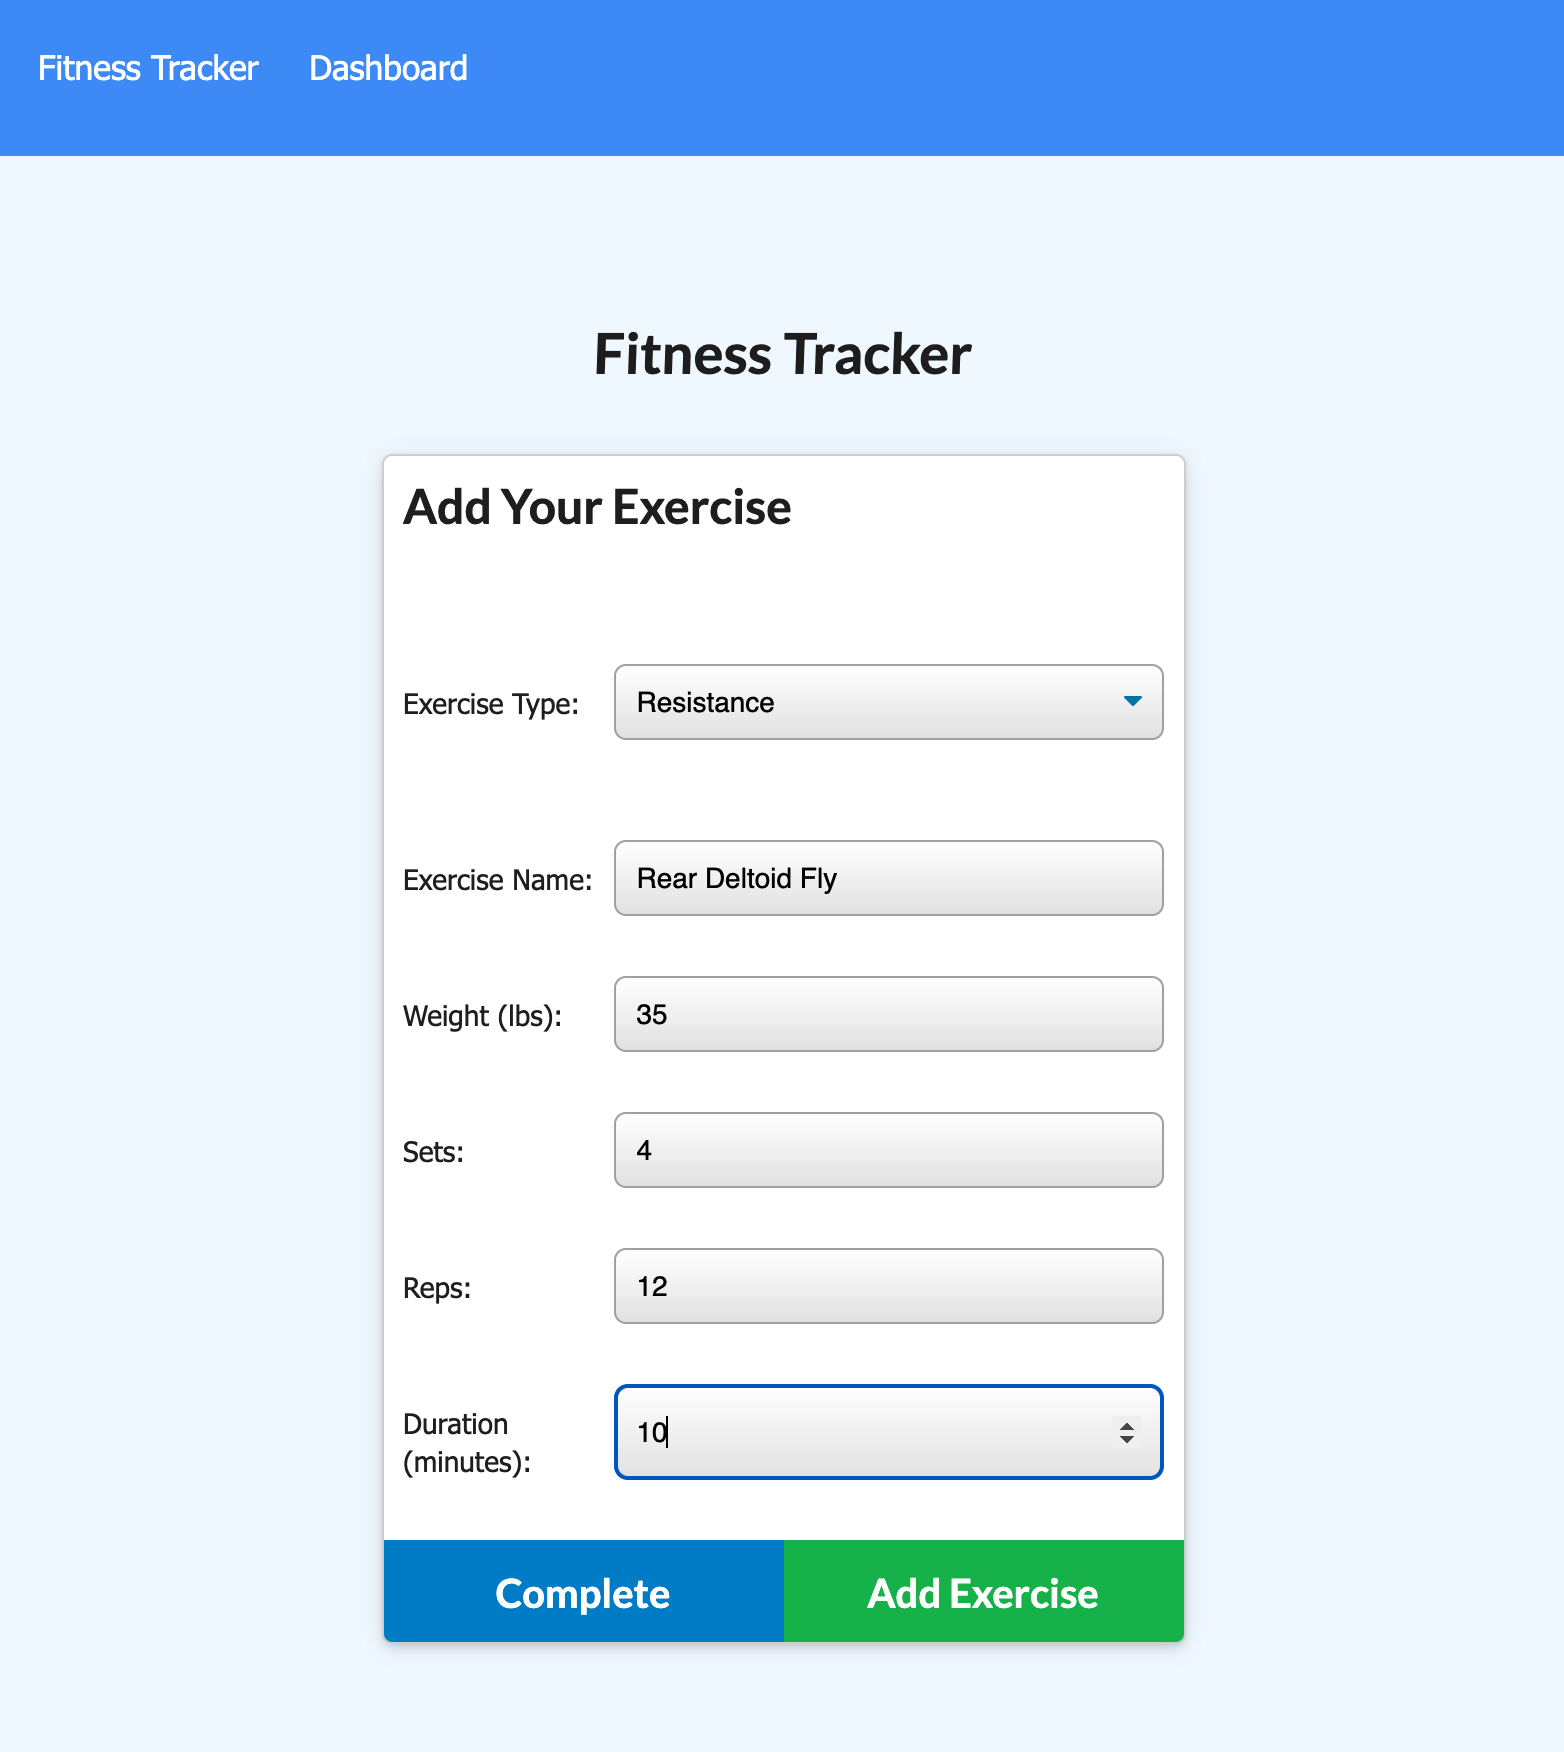 Fitness Tracker Dashboard
Fitness Tracker
Add Your Exercise
Exercise Type: Resistance
Exercise Name: Rear Deltoid Fly
Weight (lbs): 35
Sets: 4
Reps: 12
Duration
(minutes): 10
Complete Add Exercise